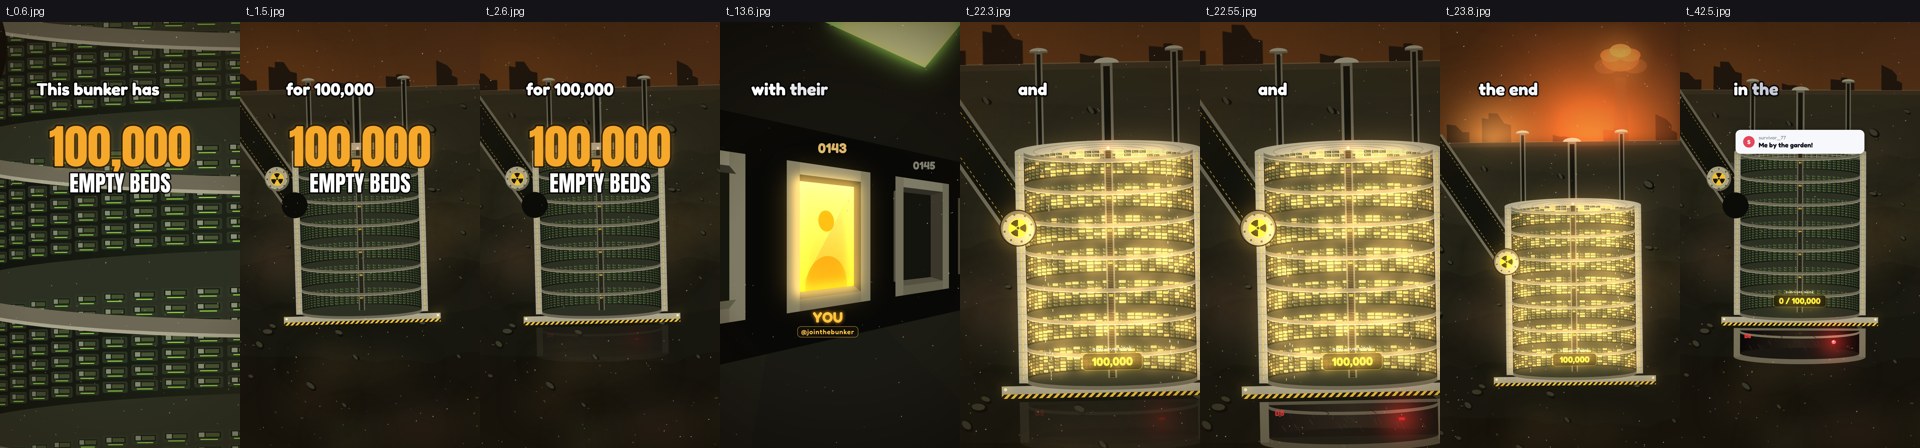 t_0.6.jpg
This bunker has
100,000
EMPTY BEDS
t_1.5.jpg
for 100,000
100,000
EMPTY BEDS
t_2.6.jpg
for 100,000
100,000
EMPTY BEDS
t_13.6.jpg
with their
0143
0145
YOU
@jointhebunker
t_22.3.jpg
and
100,000
t_22.55.jpg
and
100,000
t_23.8.jpg
the end
100,000
t_42.5.jpg
in the
survivor_77
Me by the garden!
0 / 100,000